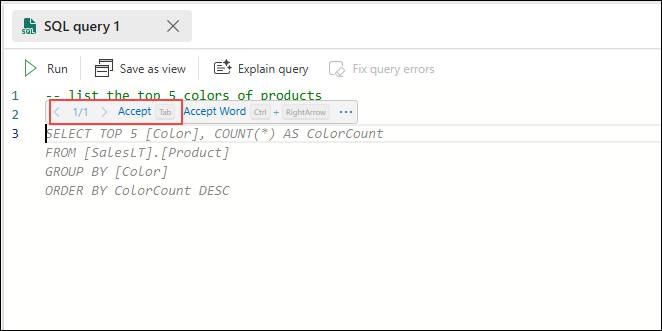 SQL SQL query 1
Run Save as view Explain query Fix query errors
1 -- list the top 5 colors of products
2 1/1 Accept Tab Accept Word Ctrl + RightArrow ...
3 SELECT TOP 5 [Color], COUNT(*) AS ColorCount
FROM [SalesLT].[Product]
GROUP BY [Color]
ORDER BY ColorCount DESC